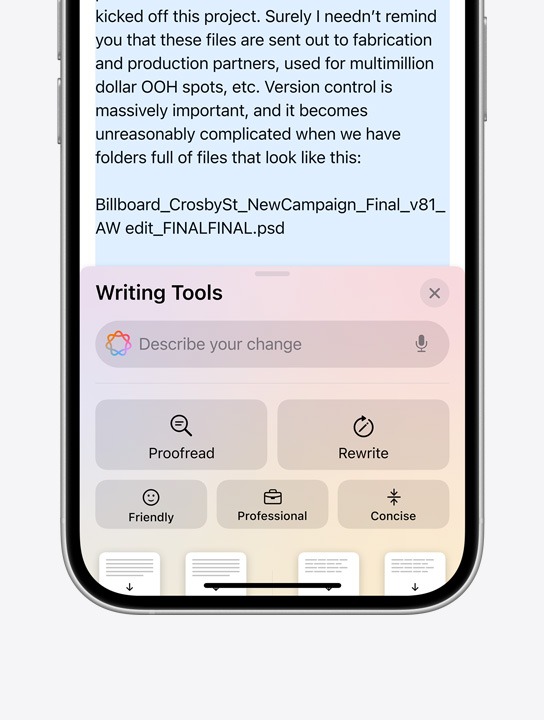 kicked off this project. Surely I needn’t remind
you that these files are sent out to fabrication
and production partners, used for multimillion
dollar OOH spots, etc. Version control is
massively important, and it becomes
unreasonably complicated when we have
folders full of files that look like this:
Billboard_CrosbySt_NewCampaign_Final_v81_
AW edit_FINALFINAL.psd
Writing Tools
Describe your change
Proofread
Rewrite
Friendly
Professional
Concise